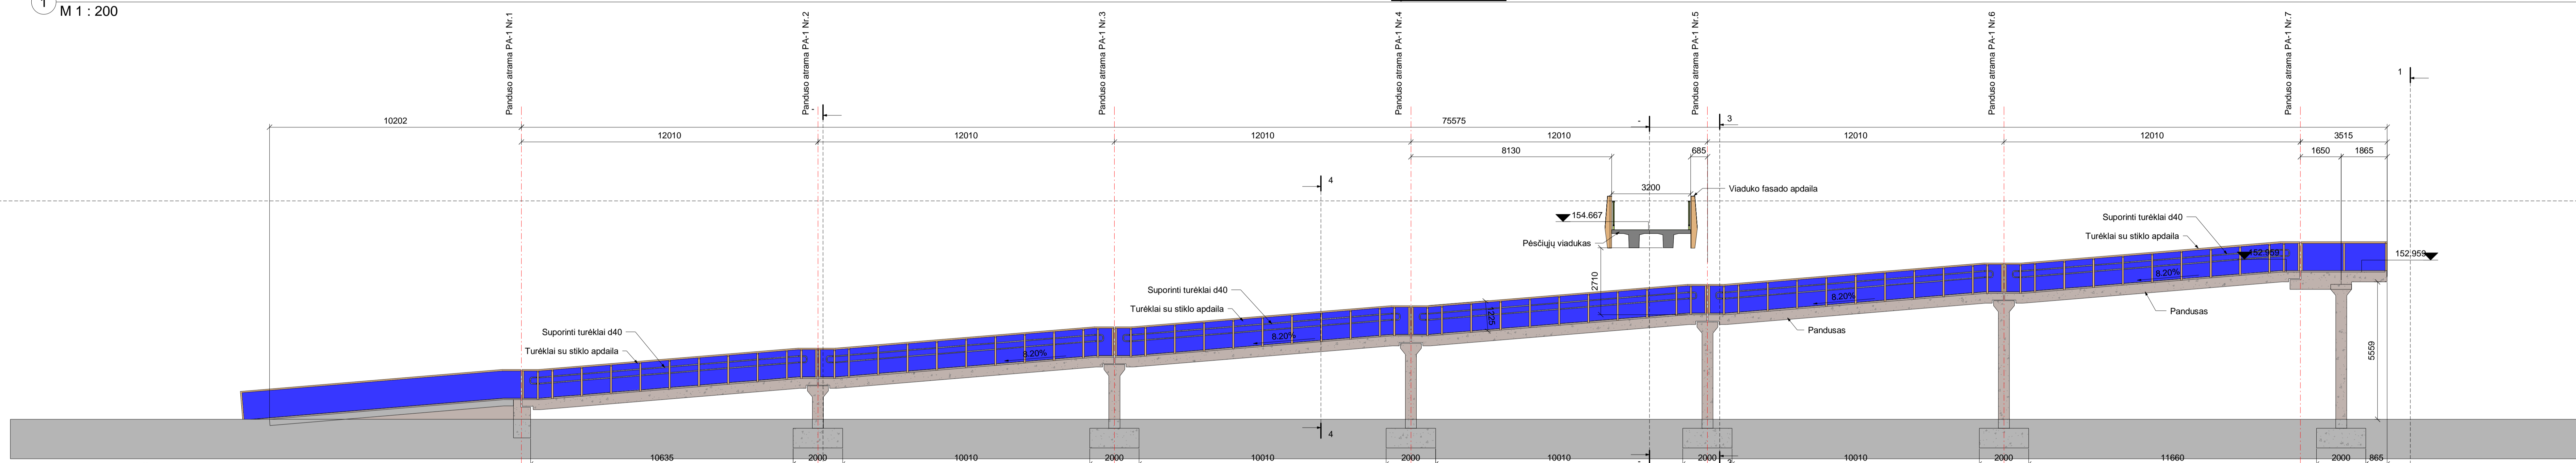 1
M 1 : 200
Panduso atrama PA-1 Nr.1
Panduso atrama PA-1 Nr.2
Panduso atrama PA-1 Nr.3
Panduso atrama PA-1 Nr.4
Panduso atrama PA-1 Nr.5
Panduso atrama PA-1 Nr.6
Panduso atrama PA-1 Nr.7
1
-
-
3
10202
75575
12010
12010
12010
12010
12010
12010
3515
8130
685
1650
1865
4
3200
Viaduko fasado apdaila
154.667
Pėsčiųjų viadukas
Suporinti turėklai d40
Turėklai su stiklo apdaila
152.959
152.959
2710
8.20%
Suporinti turėklai d40
Turėklai su stiklo apdaila
1225
8.20%
Pandusas
Pandusas
5559
Suporinti turėklai d40
Turėklai su stiklo apdaila
8.20%
8.20%
4
10635
2000
10010
2000
10010
2000
10010
2000
10010
2000
11660
2000
865
-
3